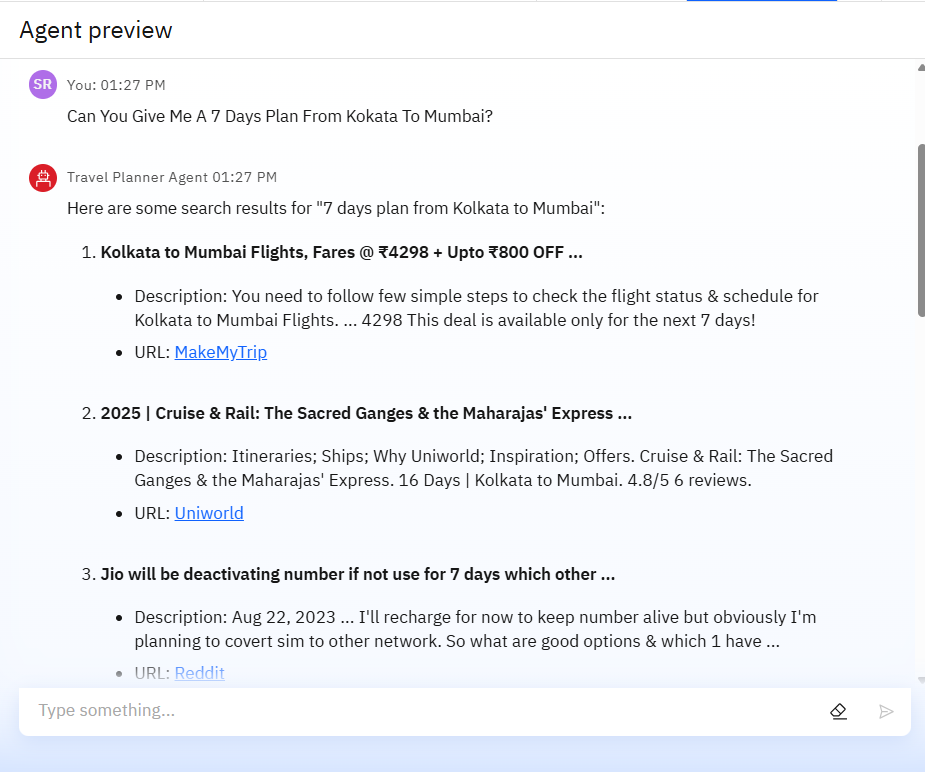 Agent preview
SR You: 01:27 PM
Can You Give Me A 7 Days Plan From Kokata To Mumbai?
Travel Planner Agent 01:27 PM
Here are some search results for "7 days plan from Kolkata to Mumbai":
1. Kolkata to Mumbai Flights, Fares @ ₹4298 + Upto ₹800 OFF ...
• Description: You need to follow few simple steps to check the flight status & schedule for
Kolkata to Mumbai Flights. ... 4298 This deal is available only for the next 7 days!
• URL: MakeMyTrip
2. 2025 | Cruise & Rail: The Sacred Ganges & the Maharajas' Express ...
• Description: Itineraries; Ships; Why Uniworld; Inspiration; Offers. Cruise & Rail: The Sacred
Ganges & the Maharajas' Express. 16 Days | Kolkata to Mumbai. 4.8/5 6 reviews.
• URL: Uniworld
3. Jio will be deactivating number if not use for 7 days which other ...
• Description: Aug 22, 2023 ... I'll recharge for now to keep number alive but obviously I'm
planning to covert sim to other network. So what are good options & which 1 have ...
• URL: Reddit
Type something...